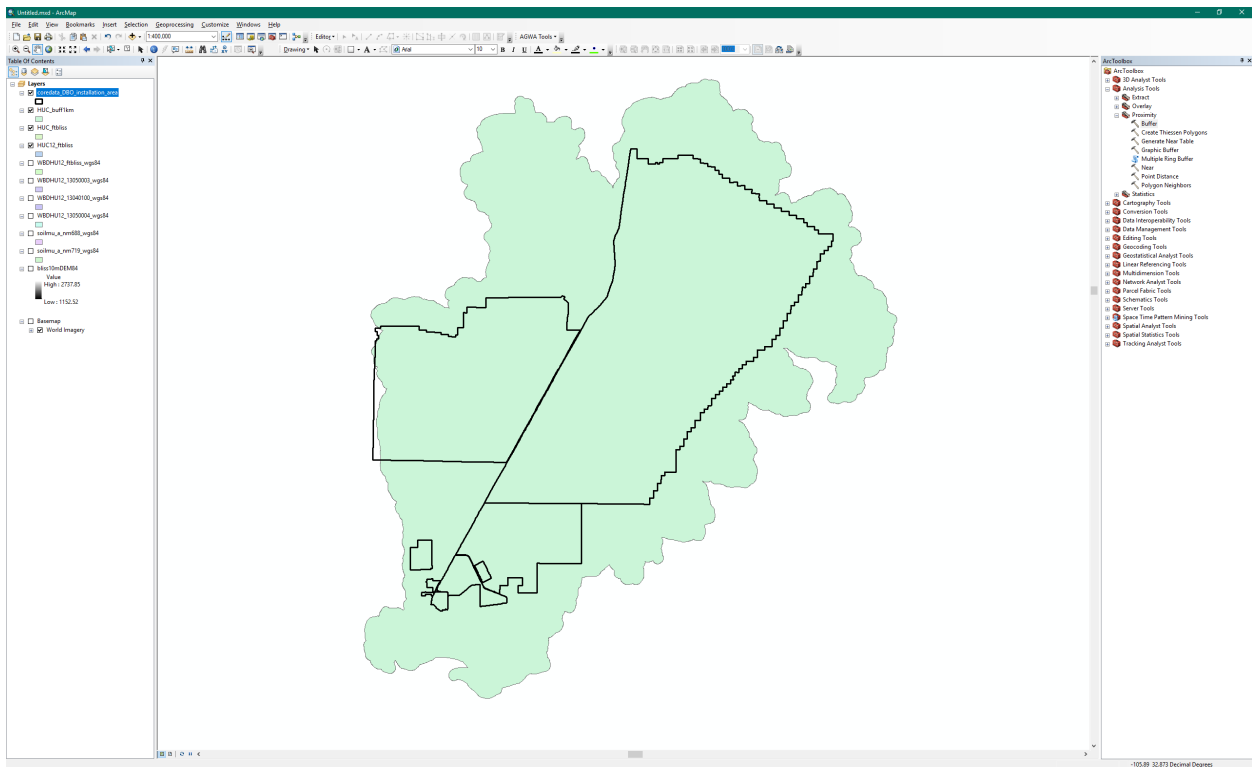 Untitled.mxd - ArcMap
File Edit View Bookmarks Insert Selection Geoprocessing Customize Windows Help
1:400,000 Editor AGWA Tools
Drawing A Arial 10 B I U A
Table Of Contents
Layers
coredata_DBO_installation_area
HUC_buff1km
HUC_ftbliss
HUC12_ftbliss
WBDHU12_ftbliss_wgs84
WBDHU12_13050003_wgs84
WBDHU12_13040100_wgs84
WBDHU12_13050004_wgs84
soilmu_a_nm688_wgs84
soilmu_a_nm719_wgs84
bliss10mDEM84
Value
High : 2737.85
Low : 1152.52
Basemap
World Imagery
ArcToolbox
ArcToolbox
3D Analyst Tools
Analysis Tools
Extract
Overlay
Proximity
Buffer
Create Thiessen Polygons
Generate Near Table
Graphic Buffer
Multiple Ring Buffer
Near
Point Distance
Polygon Neighbors
Statistics
Cartography Tools
Conversion Tools
Data Interoperability Tools
Data Management Tools
Editing Tools
Geocoding Tools
Geostatistical Analyst Tools
Linear Referencing Tools
Multidimension Tools
Network Analyst Tools
Parcel Fabric Tools
Schematics Tools
Server Tools
Space Time Pattern Mining Tools
Spatial Analyst Tools
Spatial Statistics Tools
Tracking Analyst Tools
-105.89 32.873 Decimal Degrees